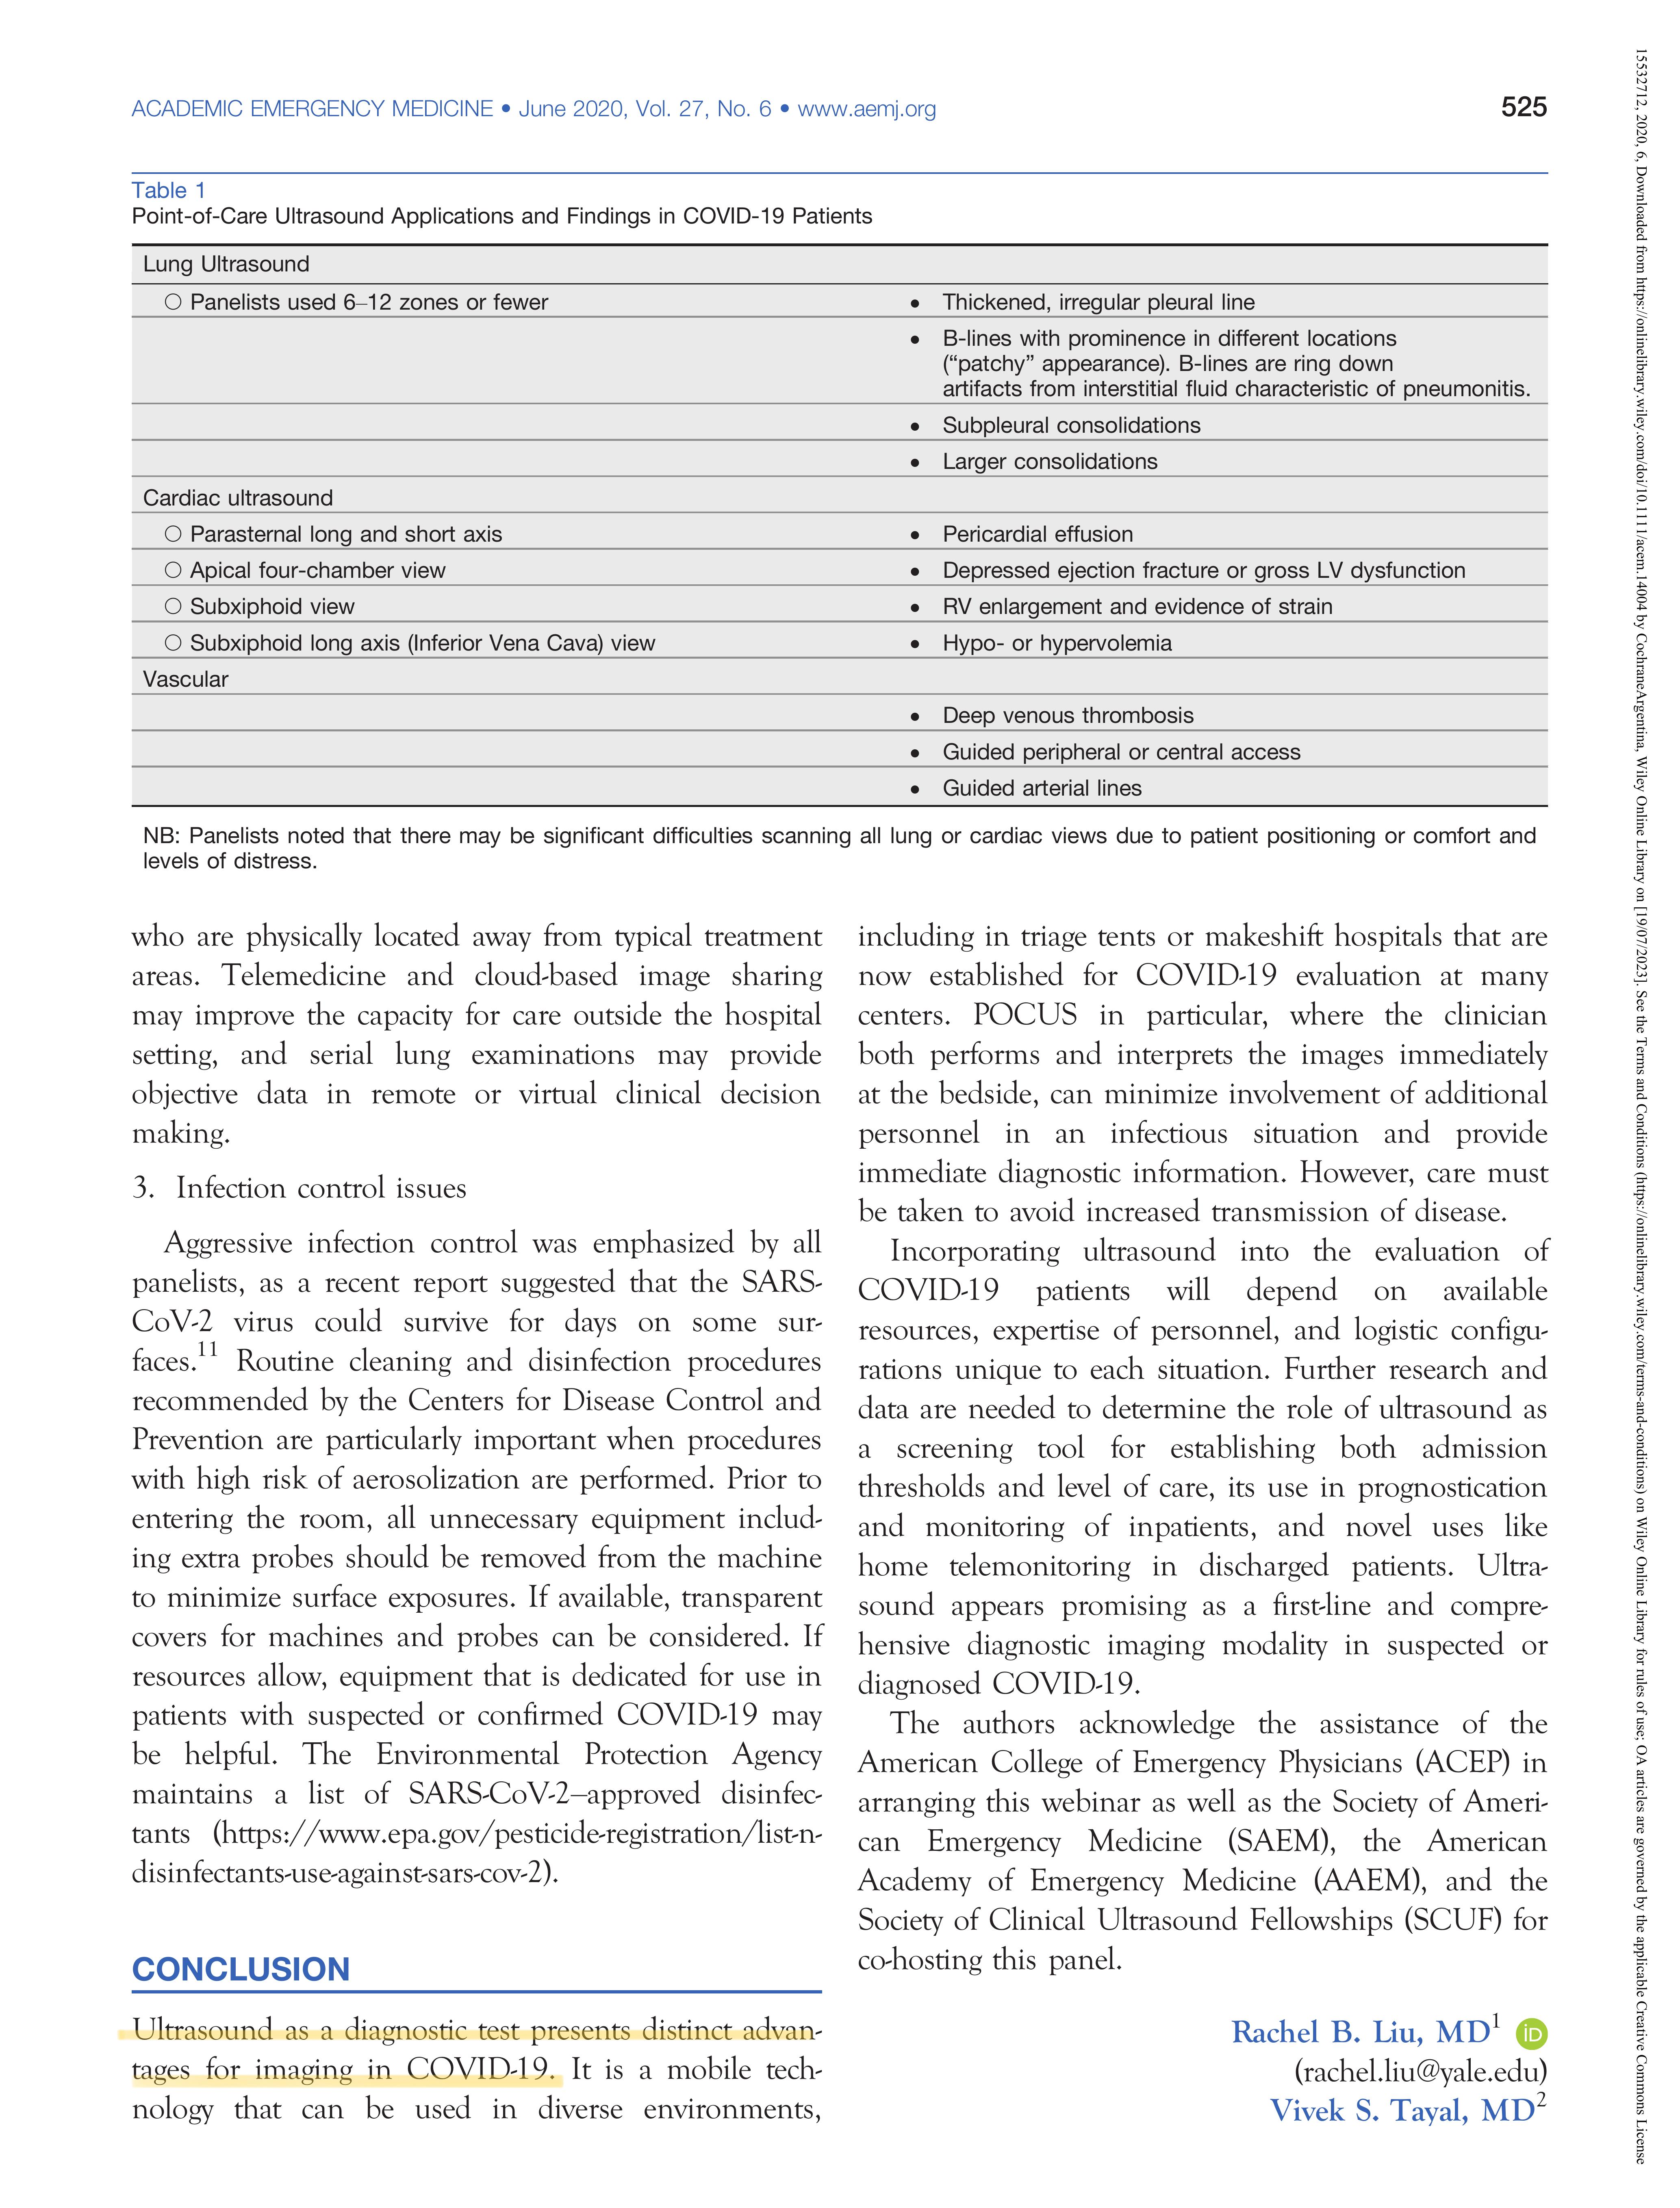 ACADEMIC EMERGENCY MEDICINE • June 2020, Vol. 27, No. 6 • www.aemj.org
525
Table 1
Point-of-Care Ultrasound Applications and Findings in COVID-19 Patients
Lung Ultrasound
○ Panelists used 6–12 zones or fewer
• Thickened, irregular pleural line
• B-lines with prominence in different locations
(“patchy” appearance). B-lines are ring down
artifacts from interstitial fluid characteristic of pneumonitis.
• Subpleural consolidations
• Larger consolidations
Cardiac ultrasound
○ Parasternal long and short axis
• Pericardial effusion
○ Apical four-chamber view
• Depressed ejection fracture or gross LV dysfunction
○ Subxiphoid view
• RV enlargement and evidence of strain
○ Subxiphoid long axis (Inferior Vena Cava) view
• Hypo- or hypervolemia
Vascular
• Deep venous thrombosis
• Guided peripheral or central access
• Guided arterial lines
NB: Panelists noted that there may be significant difficulties scanning all lung or cardiac views due to patient positioning or comfort and
levels of distress.
who are physically located away from typical treatment
areas. Telemedicine and cloud-based image sharing
may improve the capacity for care outside the hospital
setting, and serial lung examinations may provide
objective data in remote or virtual clinical decision
making.
3. Infection control issues
Aggressive infection control was emphasized by all
panelists, as a recent report suggested that the SARS-
CoV-2 virus could survive for days on some sur-
faces.11 Routine cleaning and disinfection procedures
recommended by the Centers for Disease Control and
Prevention are particularly important when procedures
with high risk of aerosolization are performed. Prior to
entering the room, all unnecessary equipment includ-
ing extra probes should be removed from the machine
to minimize surface exposures. If available, transparent
covers for machines and probes can be considered. If
resources allow, equipment that is dedicated for use in
patients with suspected or confirmed COVID-19 may
be helpful. The Environmental Protection Agency
maintains a list of SARS-CoV-2–approved disinfec-
tants (https://www.epa.gov/pesticide-registration/list-n-
disinfectants-use-against-sars-cov-2).
CONCLUSION
Ultrasound as a diagnostic test presents distinct advan-
tages for imaging in COVID-19. It is a mobile tech-
nology that can be used in diverse environments,
including in triage tents or makeshift hospitals that are
now established for COVID-19 evaluation at many
centers. POCUS in particular, where the clinician
both performs and interprets the images immediately
at the bedside, can minimize involvement of additional
personnel in an infectious situation and provide
immediate diagnostic information. However, care must
be taken to avoid increased transmission of disease.
Incorporating ultrasound into the evaluation of
COVID-19 patients will depend on available
resources, expertise of personnel, and logistic configu-
rations unique to each situation. Further research and
data are needed to determine the role of ultrasound as
a screening tool for establishing both admission
thresholds and level of care, its use in prognostication
and monitoring of inpatients, and novel uses like
home telemonitoring in discharged patients. Ultra-
sound appears promising as a first-line and compre-
hensive diagnostic imaging modality in suspected or
diagnosed COVID-19.
The authors acknowledge the assistance of the
American College of Emergency Physicians (ACEP) in
arranging this webinar as well as the Society of Ameri-
can Emergency Medicine (SAEM), the American
Academy of Emergency Medicine (AAEM), and the
Society of Clinical Ultrasound Fellowships (SCUF) for
co-hosting this panel.
Rachel B. Liu, MD1 iD
(rachel.liu@yale.edu)
Vivek S. Tayal, MD2
15532712, 2020, 6, Downloaded from https://onlinelibrary.wiley.com/doi/10.1111/acem.14004 by CochraneArgentina, Wiley Online Library on [19/07/2023]. See the Terms and Conditions (https://onlinelibrary.wiley.com/terms-and-conditions) on Wiley Online Library for rules of use; OA articles are governed by the applicable Creative Commons License